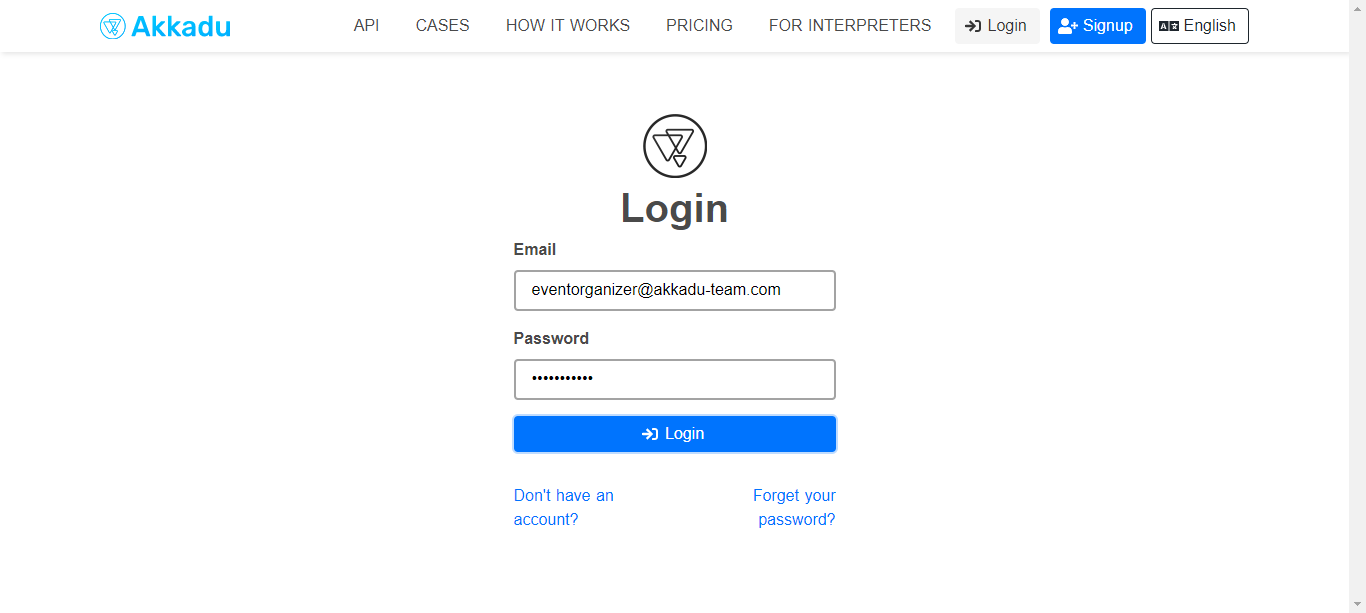 Akkadu
API CASES HOW IT WORKS PRICING FOR INTERPRETERS Login Signup English
Login
Email
eventorganizer@akkadu-team.com
Password
•••••••••••
Login
Don't have an Forget your
account? password?